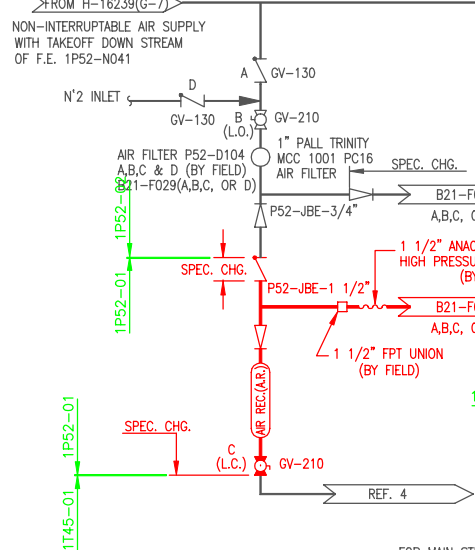 FROM H-16239(G-7)
NON-INTERRUPTABLE AIR SUPPLY
WITH TAKEOFF DOWN STREAM
OF F.E. 1P52-N041
A
GV-130
N'2 INLET
D
GV-130
B
(L.O.)
GV-210
AIR FILTER P52-D104
A,B,C & D (BY FIELD)
B21-F029(A,B,C, OR D)
1" PALL TRINITY
MCC 1001 PC16
AIR FILTER
SPEC. CHG.
A,B,C,
P52-JBE-3/4"
1P52-01
SPEC. CHG.
P52-JBE-1 1/2"
1 1/2"
HIGH
A,B,C,
1 1/2" FPT UNION
(BY FIELD)
AIR REC.(A.R.)
1P52-01
SPEC. CHG.
C
(L.C.)
GV-210
1T45-01
REF. 4